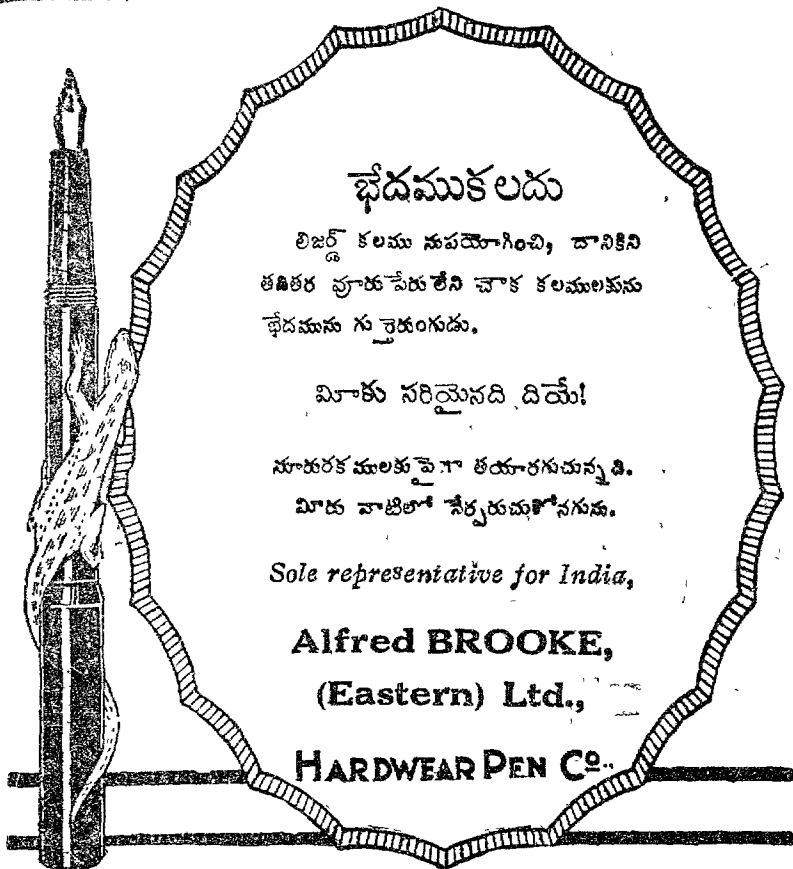 భేదముకలదు
లిజర్డ్ కలము నుపయోగించి, దానికిని
తదితర వూరు పేరులేని చౌక కలములకును
భేదమును గుర్తెరుంగుడు.
మీకు సరియైనది దియే!
నూరురకములకుపైగా తయారగుచున్నవి.
మీరు వాటిలో నేర్పరుచుకోనగును.
Sole representative for India,
Alfred BROOKE,
(Eastern) Ltd.,
HARDWEAR PEN Co.